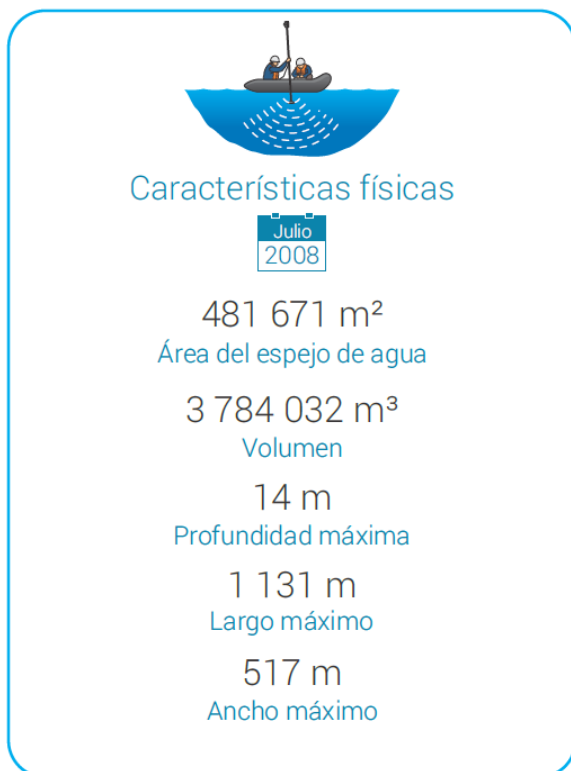 Características físicas
Julio
2008
481 671 m²
Área del espejo de agua
3 784 032 m³
Volumen
14 m
Profundidad máxima
1 131 m
Largo máximo
517 m
Ancho máximo